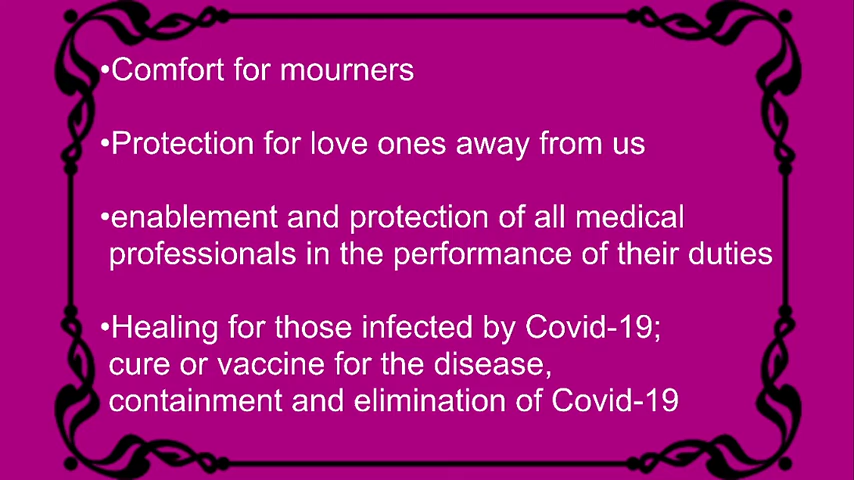 •Comfort for mourners
•Protection for love ones away from us
•enablement and protection of all medical
professionals in the performance of their duties
•Healing for those infected by Covid-19;
cure or vaccine for the disease,
containment and elimination of Covid-19